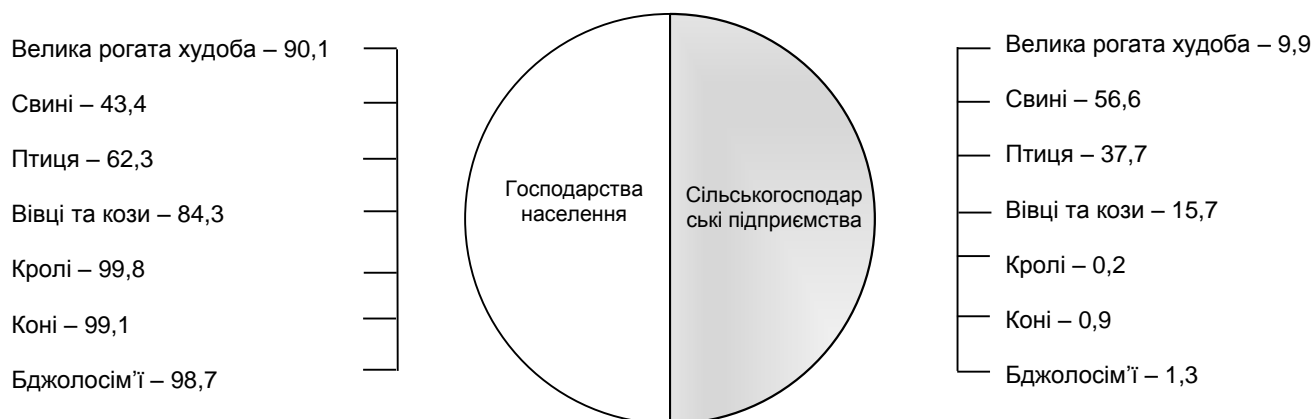 Велика рогата худоба – 90,1
Свині – 43,4
Птиця – 62,3
Вівці та кози – 84,3
Кролі – 99,8
Коні – 99,1
Бджолосім’ї – 98,7
Господарства
населення
Сільськогосподар
ські підприємства
Велика рогата худоба – 9,9
Свині – 56,6
Птиця – 37,7
Вівці та кози – 15,7
Кролі – 0,2
Коні – 0,9
Бджолосім’ї – 1,3